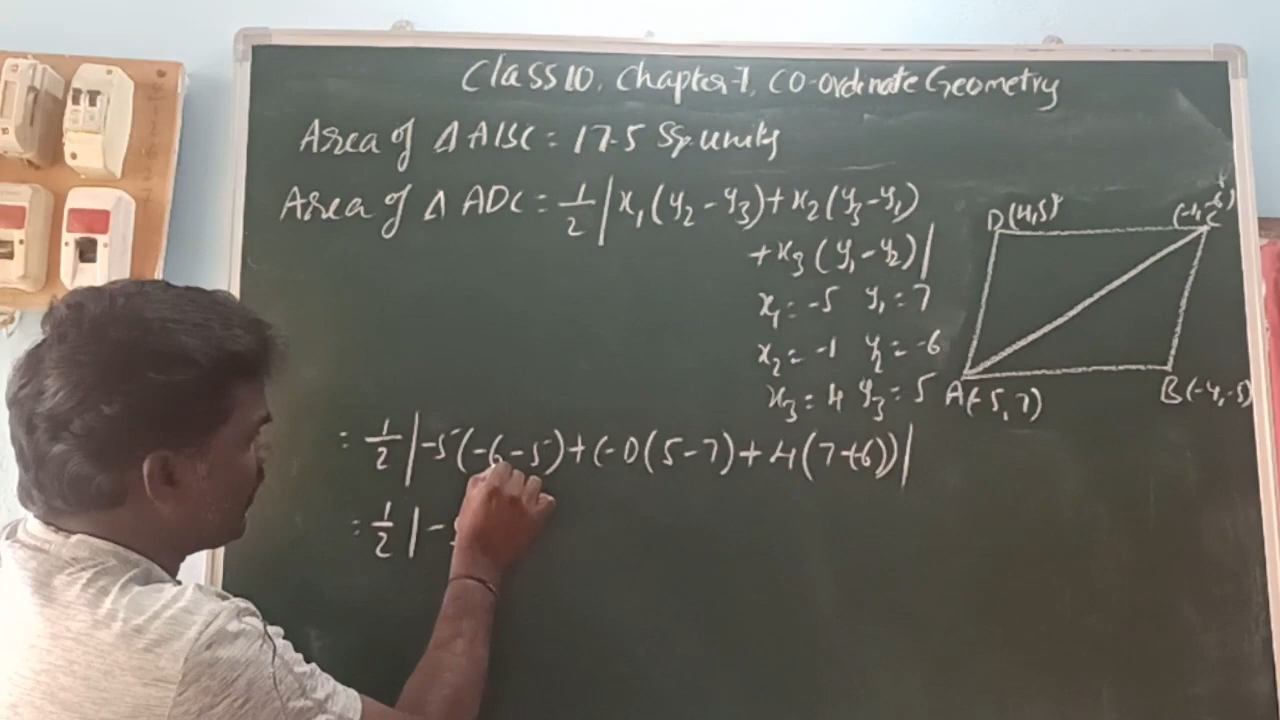 Class 10, Chapter-7, CO-Ordinate Geometry
Area of Δ ABC = 17.5 Sq.units
Area of Δ ADC = 1/2 | x₁(y₂ - y₃) + x₂(y₃ - y₁)
+ x₃(y₁ - y₂) |
x₁ = -5 y₁ = 7
x₂ = -1 y₂ = -6
x₃ = 4 y₃ = 5
D(4,5)
(-1,-6) C
A(-5,7)
B(-4,-5)
= 1/2 | -5(-6-5) + (-1)(5-7) + 4(7+6)) |
= 1/2 | -5